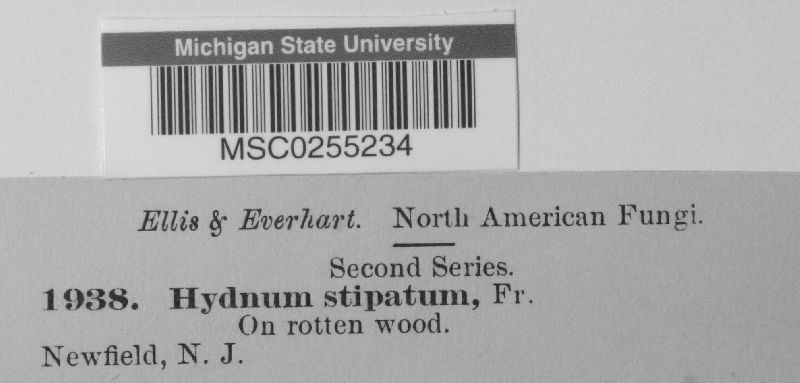 Michigan State University
MSC0255234
Ellis & Everhart. North American Fungi.
Second Series.
1938. Hydnum stipatum, Fr.
On rotten wood.
Newfield, N. J.